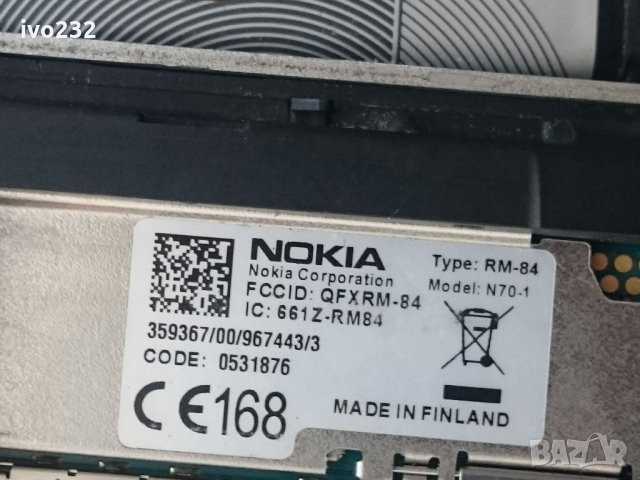 ivo232
NOKIA
Nokia Corporation
FCCID: QFXRM-84
IC: 661Z-RM84
Type: RM-84
Model: N70-1
359367/00/967443/3
CODE: 0531876
CE168
MADE IN FINLAND
BAZAR